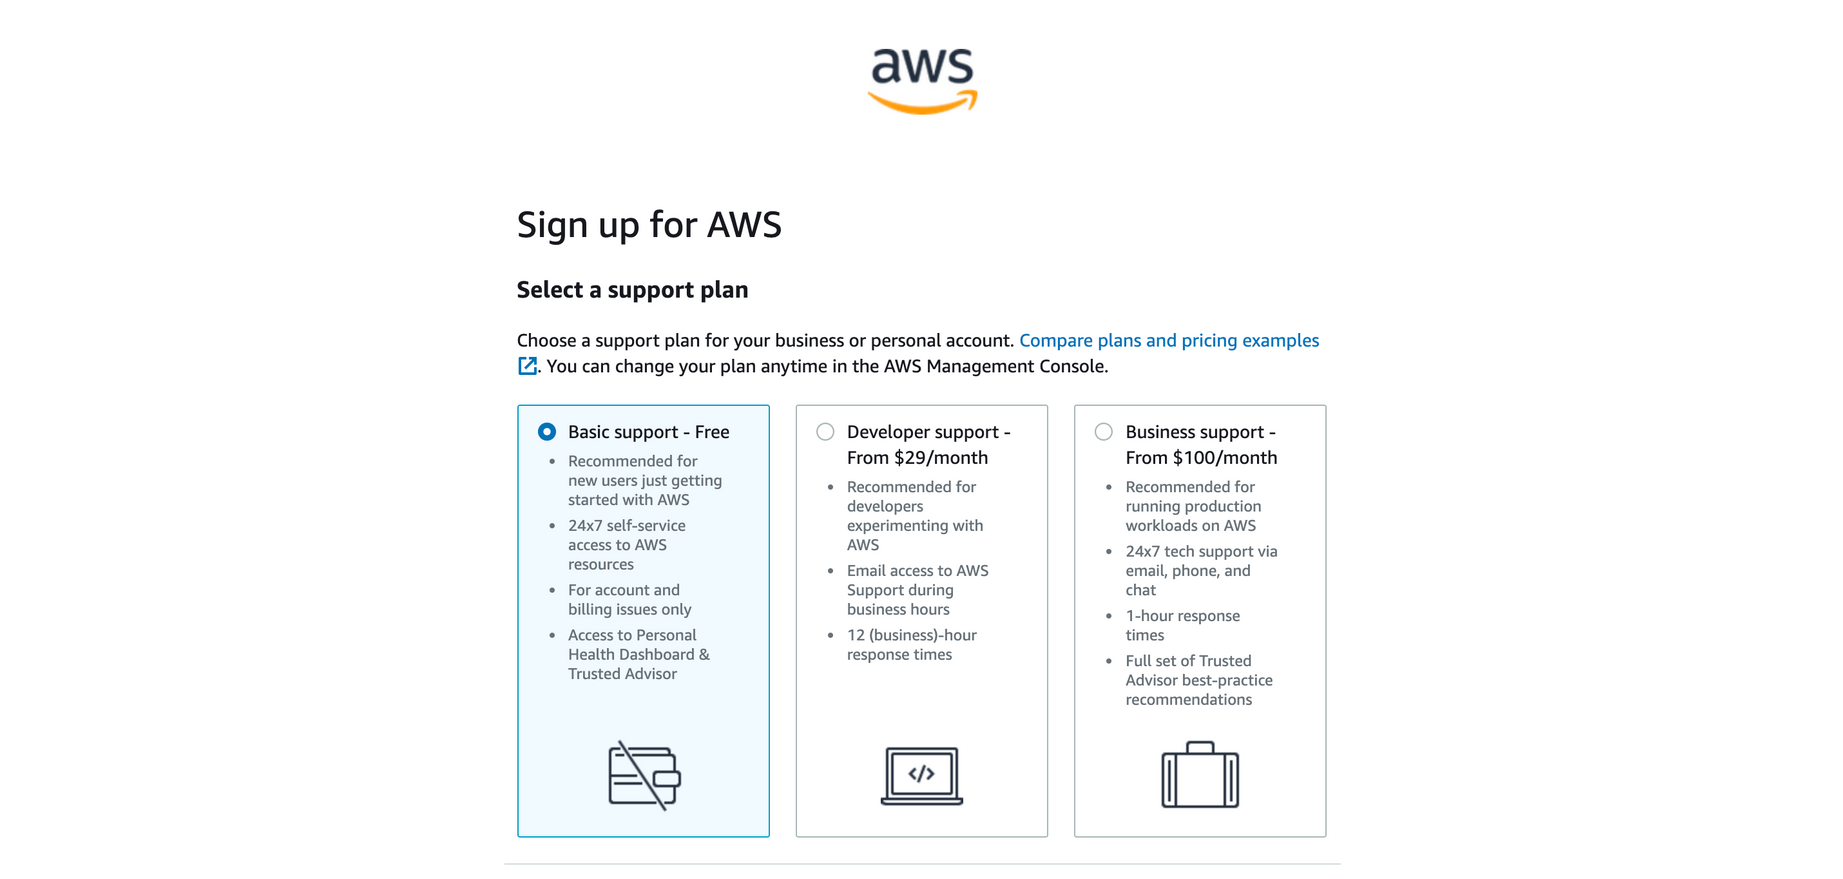 aws
Sign up for AWS
Select a support plan
Choose a support plan for your business or personal account. Compare plans and pricing examples
. You can change your plan anytime in the AWS Management Console.
Basic support - Free
• Recommended for
new users just getting
started with AWS
• 24x7 self-service
access to AWS
resources
• For account and
billing issues only
• Access to Personal
Health Dashboard &
Trusted Advisor
Developer support -
From $29/month
• Recommended for
developers
experimenting with
AWS
• Email access to AWS
Support during
business hours
• 12 (business)-hour
response times
</>
Business support -
From $100/month
• Recommended for
running production
workloads on AWS
• 24x7 tech support via
email, phone, and
chat
• 1-hour response
times
• Full set of Trusted
Advisor best-practice
recommendations